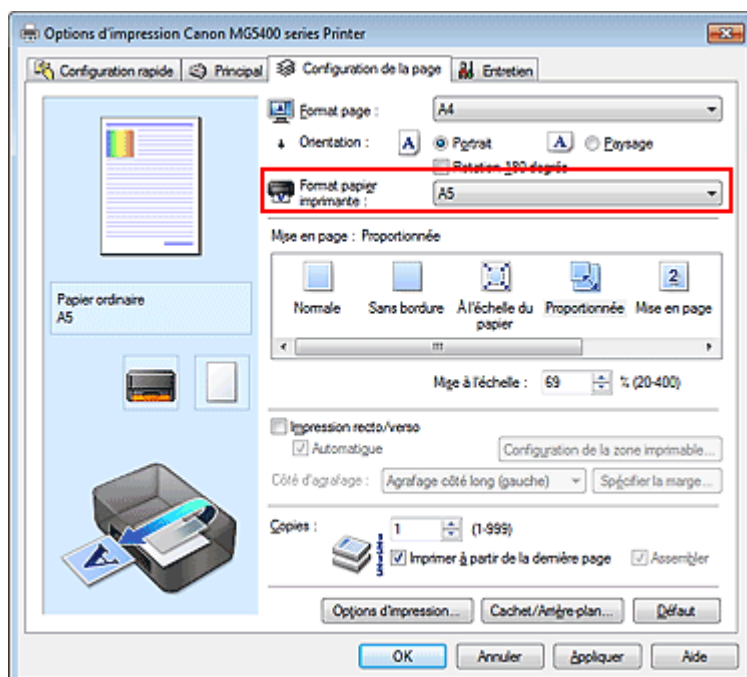 Options d'impression Canon MG5400 series Printer
Configuration rapide Principal Configuration de la page Entretien
Format page : A4
Orientation : A Portrait A Paysage
Rotation 180 degrés
Format papier imprimante : A5
Mise en page : Proportionnée
Normale Sans bordure À l'échelle du papier Proportionnée Mise en page
2
Papier ordinaire
A5
Mise à l'échelle : 69 % (20-400)
Impression recto/verso
Automatique Configuration de la zone imprimable...
Côté d'agrafage : Agrafage côté long (gauche) Spécifier la marge...
Copies : 1 (1-999)
Imprimer à partir de la dernière page Assembler
A
Options d'impression... Cachet/Arrière-plan... Défaut
OK Annuler Appliquer Aide